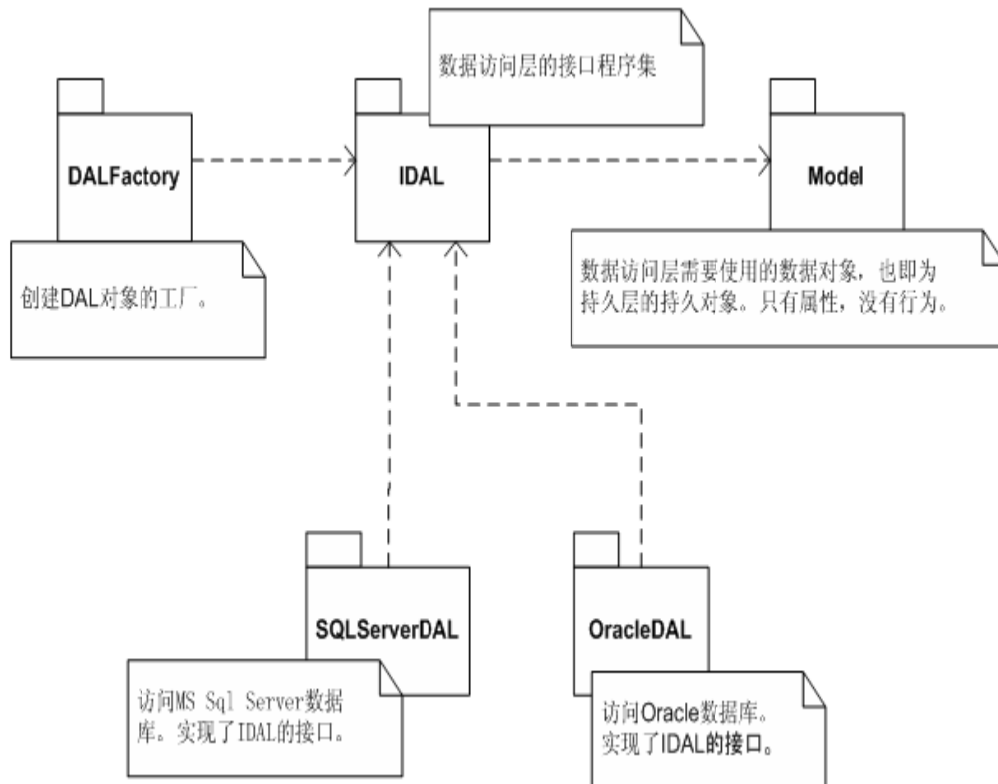 数据访问层的接口程序集
DALFactory
IDAL
Model
创建DAL对象的工厂。
数据访问层需要使用的数据对象，也即为
持久层的持久对象。只有属性，没有行为。
SQLServerDAL
OracleDAL
访问MS Sql Server数据
库。实现了IDAL的接口。
访问Oracle数据库。
实现了IDAL的接口。